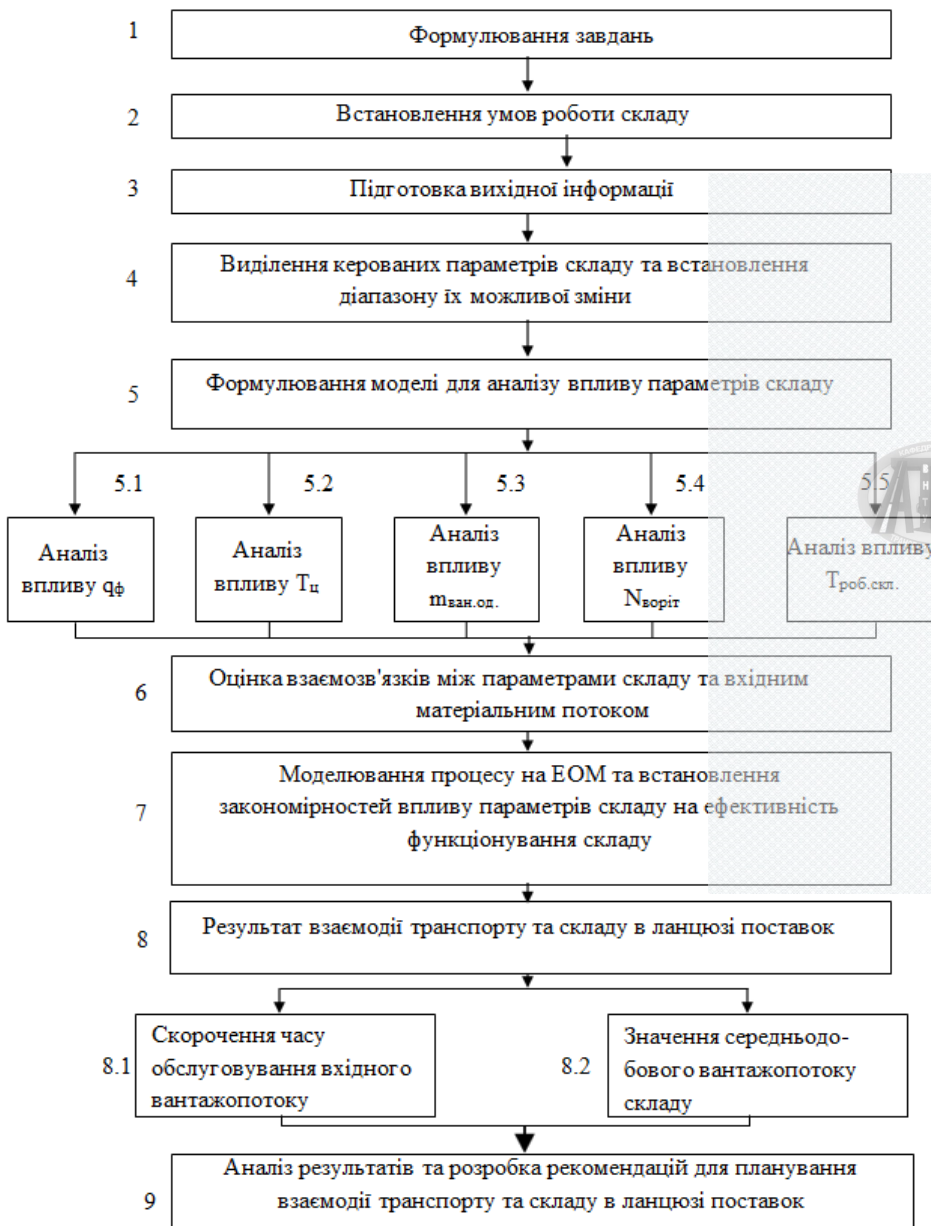 1
Формулювання завдань
2
Встановлення умов роботи складу
3
Підготовка вихідної інформації
4
Виділення керованих параметрів складу та встановлення
діапазону їх можливої зміни
5
Формулювання моделі для аналізу впливу параметрів складу
5.1
5.2
5.3
5.4
5.5
Аналіз
впливу qф
Аналіз
впливу Тц
Аналіз
впливу
mван.од.
Аналіз
впливу
Nворіт
Аналіз впливу
Троб.скл.
6
Оцінка взаємозв'язків між параметрами складу та вхідним
матеріальним потоком
7
Моделювання процесу на ЕОМ та встановлення
закономірностей впливу параметрів складу на ефективність
функціонування складу
8
Результат взаємодії транспорту та складу в ланцюзі поставок
8.1
Скорочення часу
обслуговування вхідного
вантажопотоку
8.2
Значення середньодо-
бового вантажопотоку
складу
9
Аналіз результатів та розробка рекомендацій для планування
взаємодії транспорту та складу в ланцюзі поставок